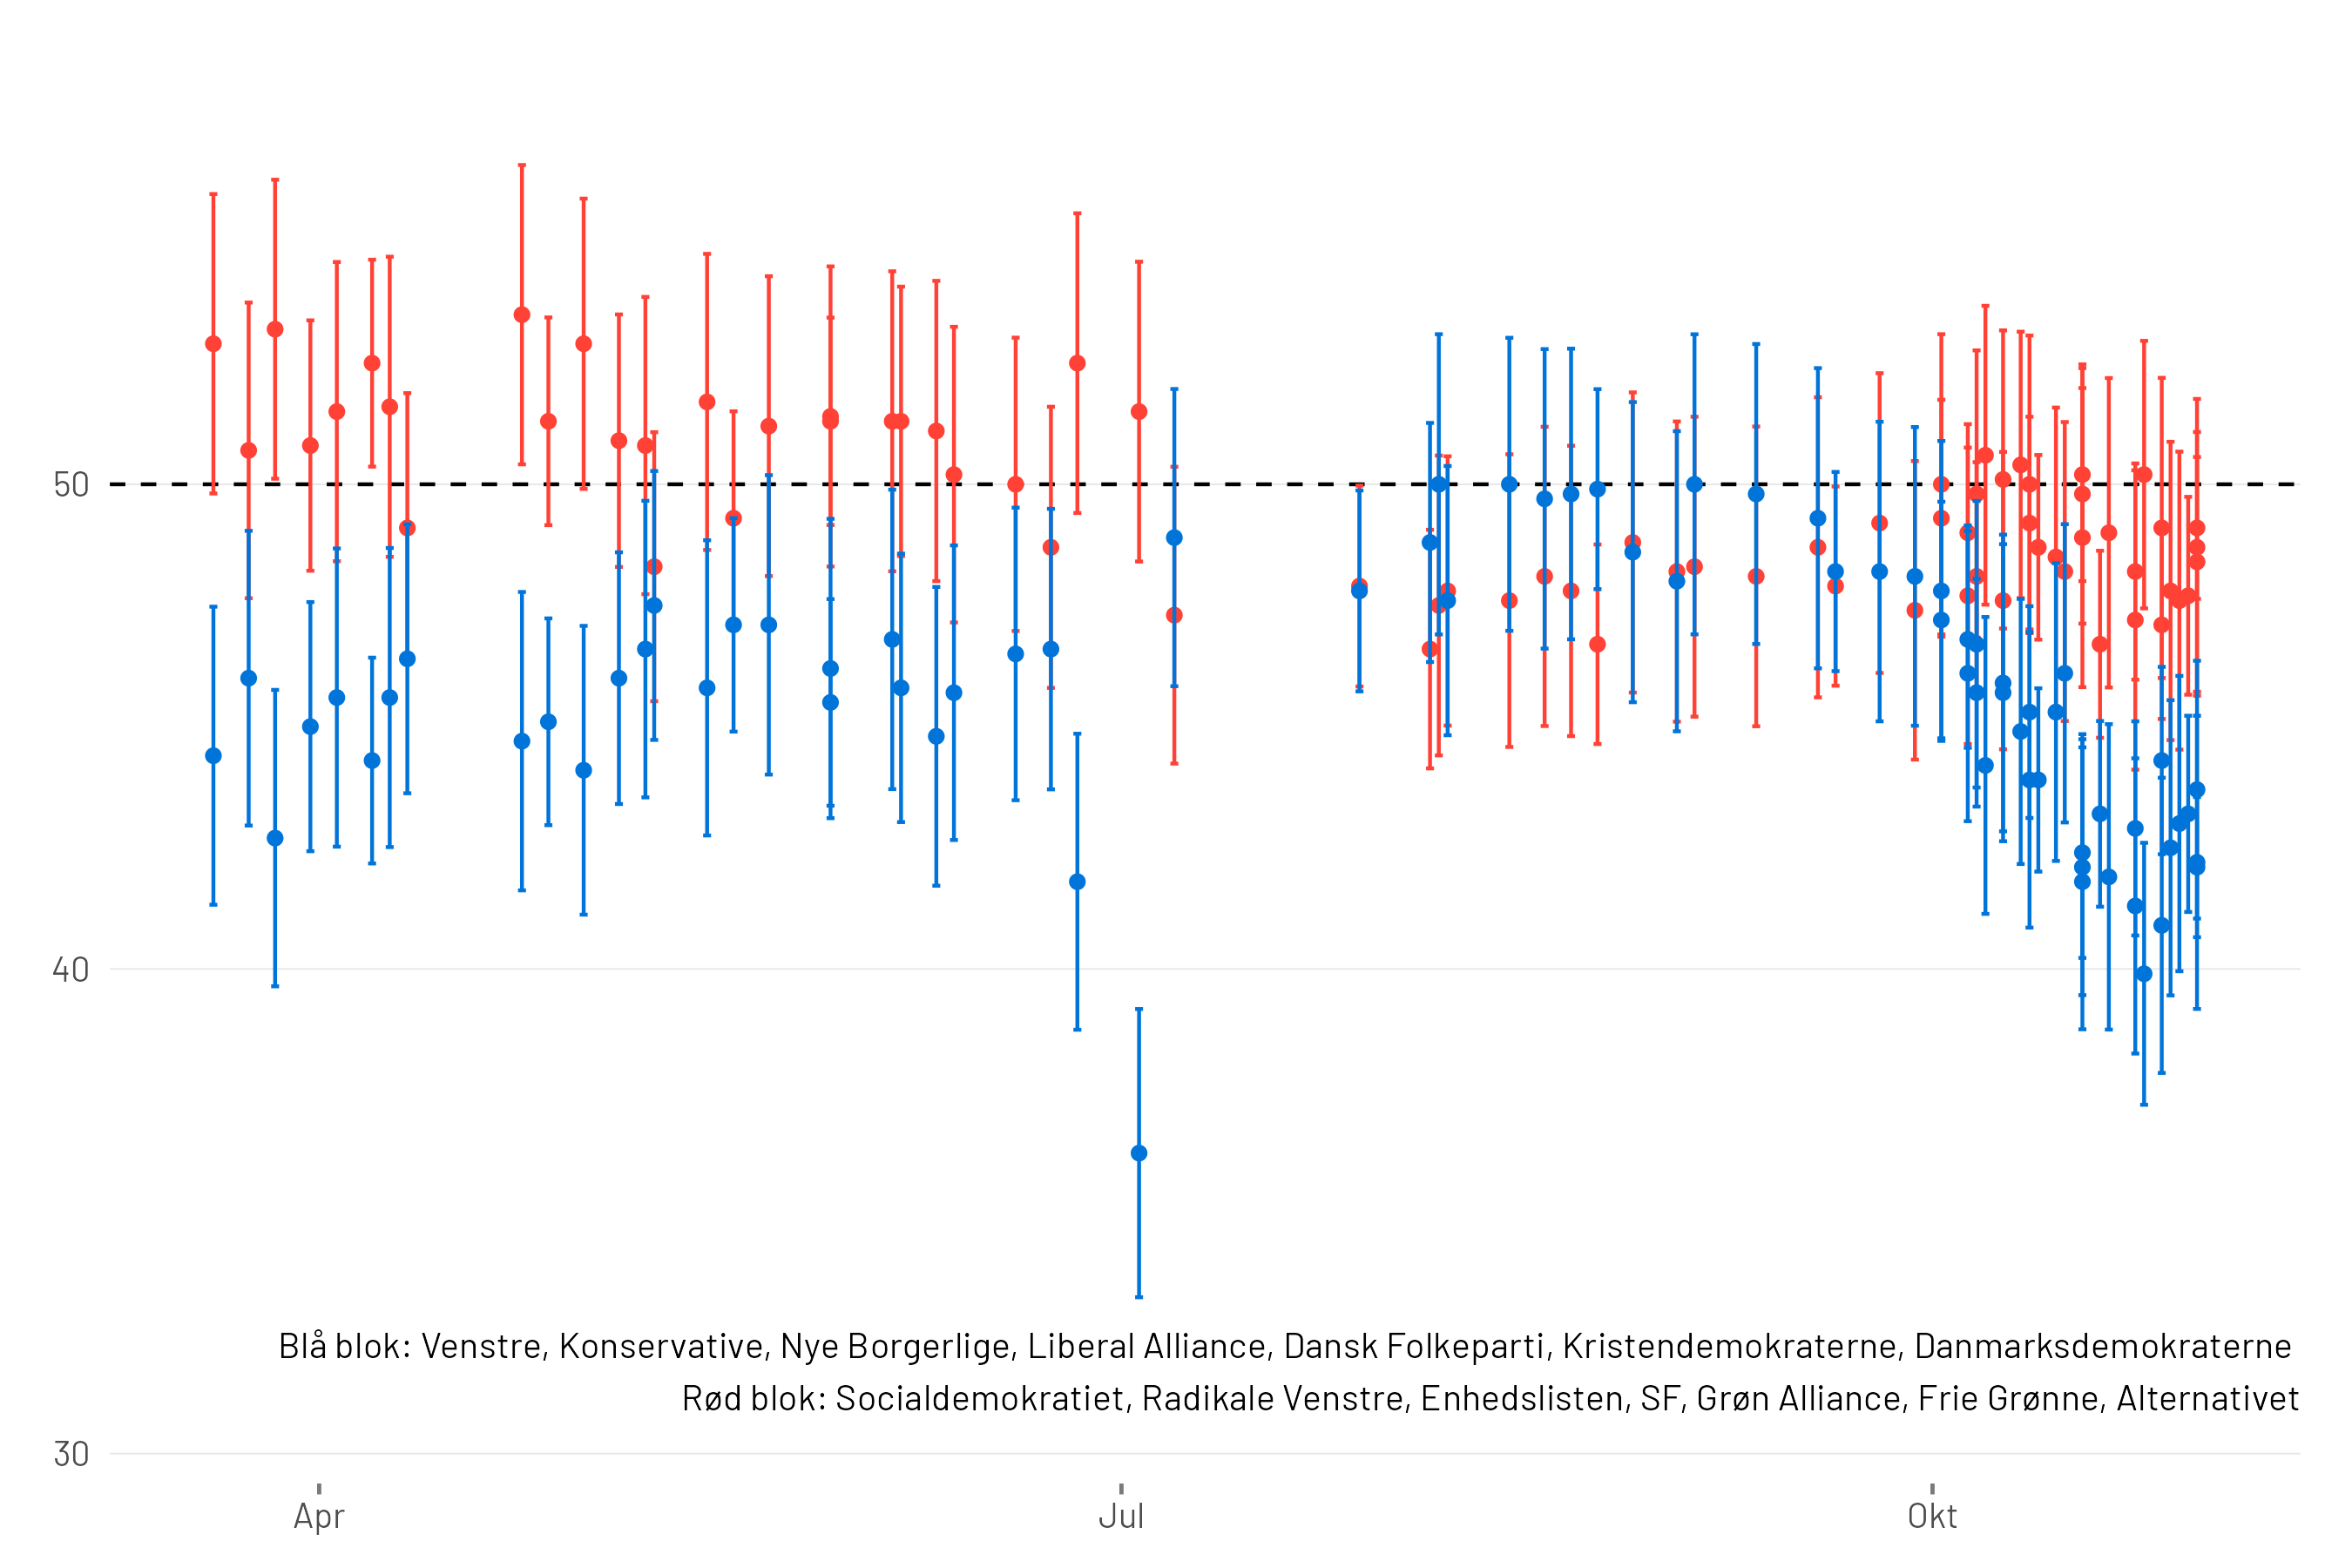 50
40
Blå blok: Venstre, Konservative, Nye Borgerlige, Liberal Alliance, Dansk Folkeparti, Kristendemokraterne, Danmarksdemokraterne
Rød blok: Socialdemokratiet, Radikale Venstre, Enhedslisten, SF, Grøn Alliance, Frie Grønne, Alternativet
30
Apr Jul Okt